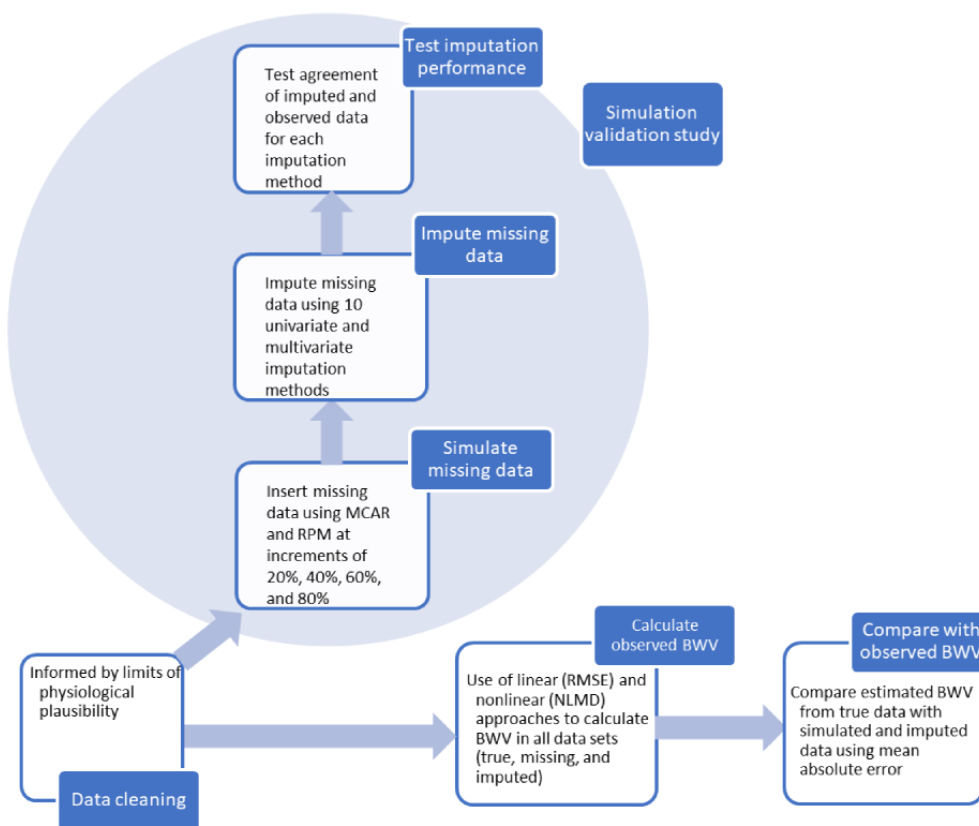 Test imputation
performance
Test agreement
of imputed and
observed data
for each
imputation
method
Simulation
validation study
Impute missing
data
Impute missing
data using 10
univariate and
multivariate
imputation
methods
Simulate
missing data
Insert missing
data using MCAR
and RPM at
increments of
20%, 40%, 60%,
and 80%
Informed by limits of
physiological
plausibility
Data cleaning
Calculate
observed BWV
Use of linear (RMSE) and
nonlinear (NLMD)
approaches to calculate
BWV in all data sets
(true, missing, and
imputed)
Compare with
observed BWV
Compare estimated BWV
from true data with
simulated and imputed
data using mean
absolute error